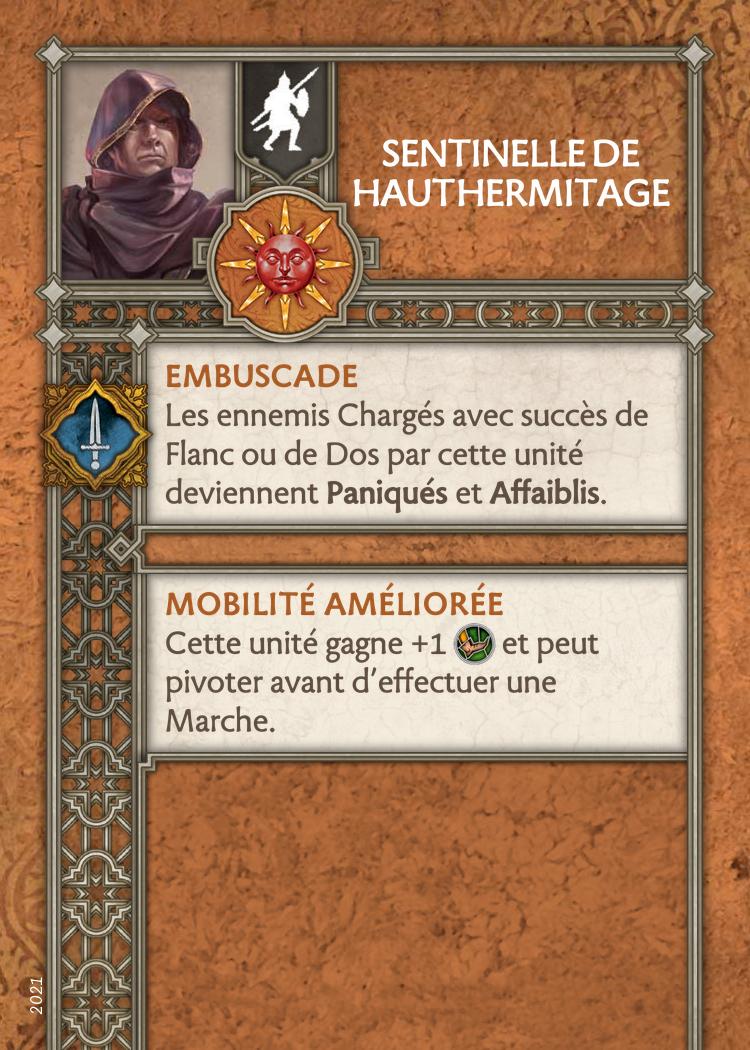 SENTINELLE DE
HAUTHERMITAGE
EMBUSCADE
Les ennemis Chargés avec succès de
Flanc ou de Dos par cette unité
deviennent Paniqués et Affaiblis.
MOBILITÉ AMÉLIORÉE
Cette unité gagne +1 et peut
pivoter avant d'effectuer une
Marche.
2021